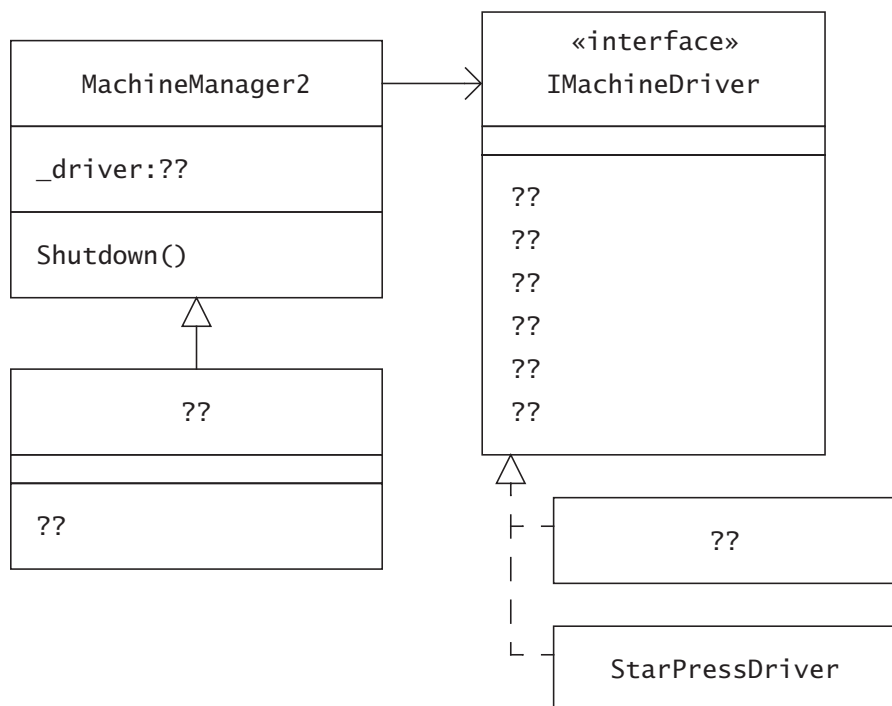 MachineManager2
_driver:??
Shutdown()
??
??
«interface»
IMachineDriver
??
??
??
??
??
??
??
StarPressDriver